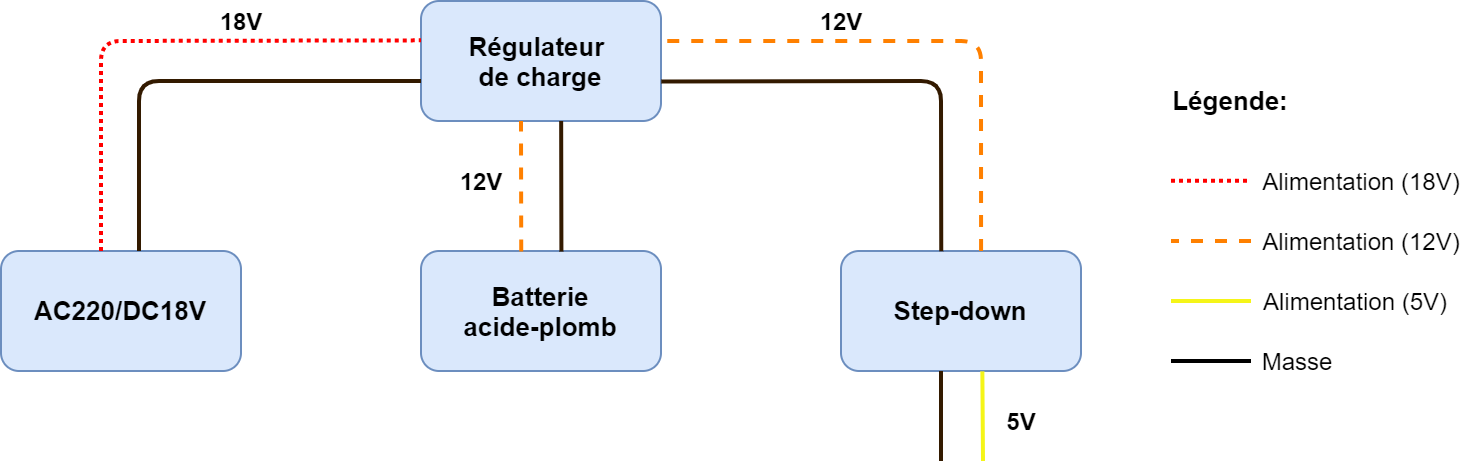 18V
12V
Régulateur
de charge
Légende:
12V
Alimentation (18V)
Alimentation (12V)
AC220/DC18V
Batterie
acide-plomb
Step-down
Alimentation (5V)
Masse
5V